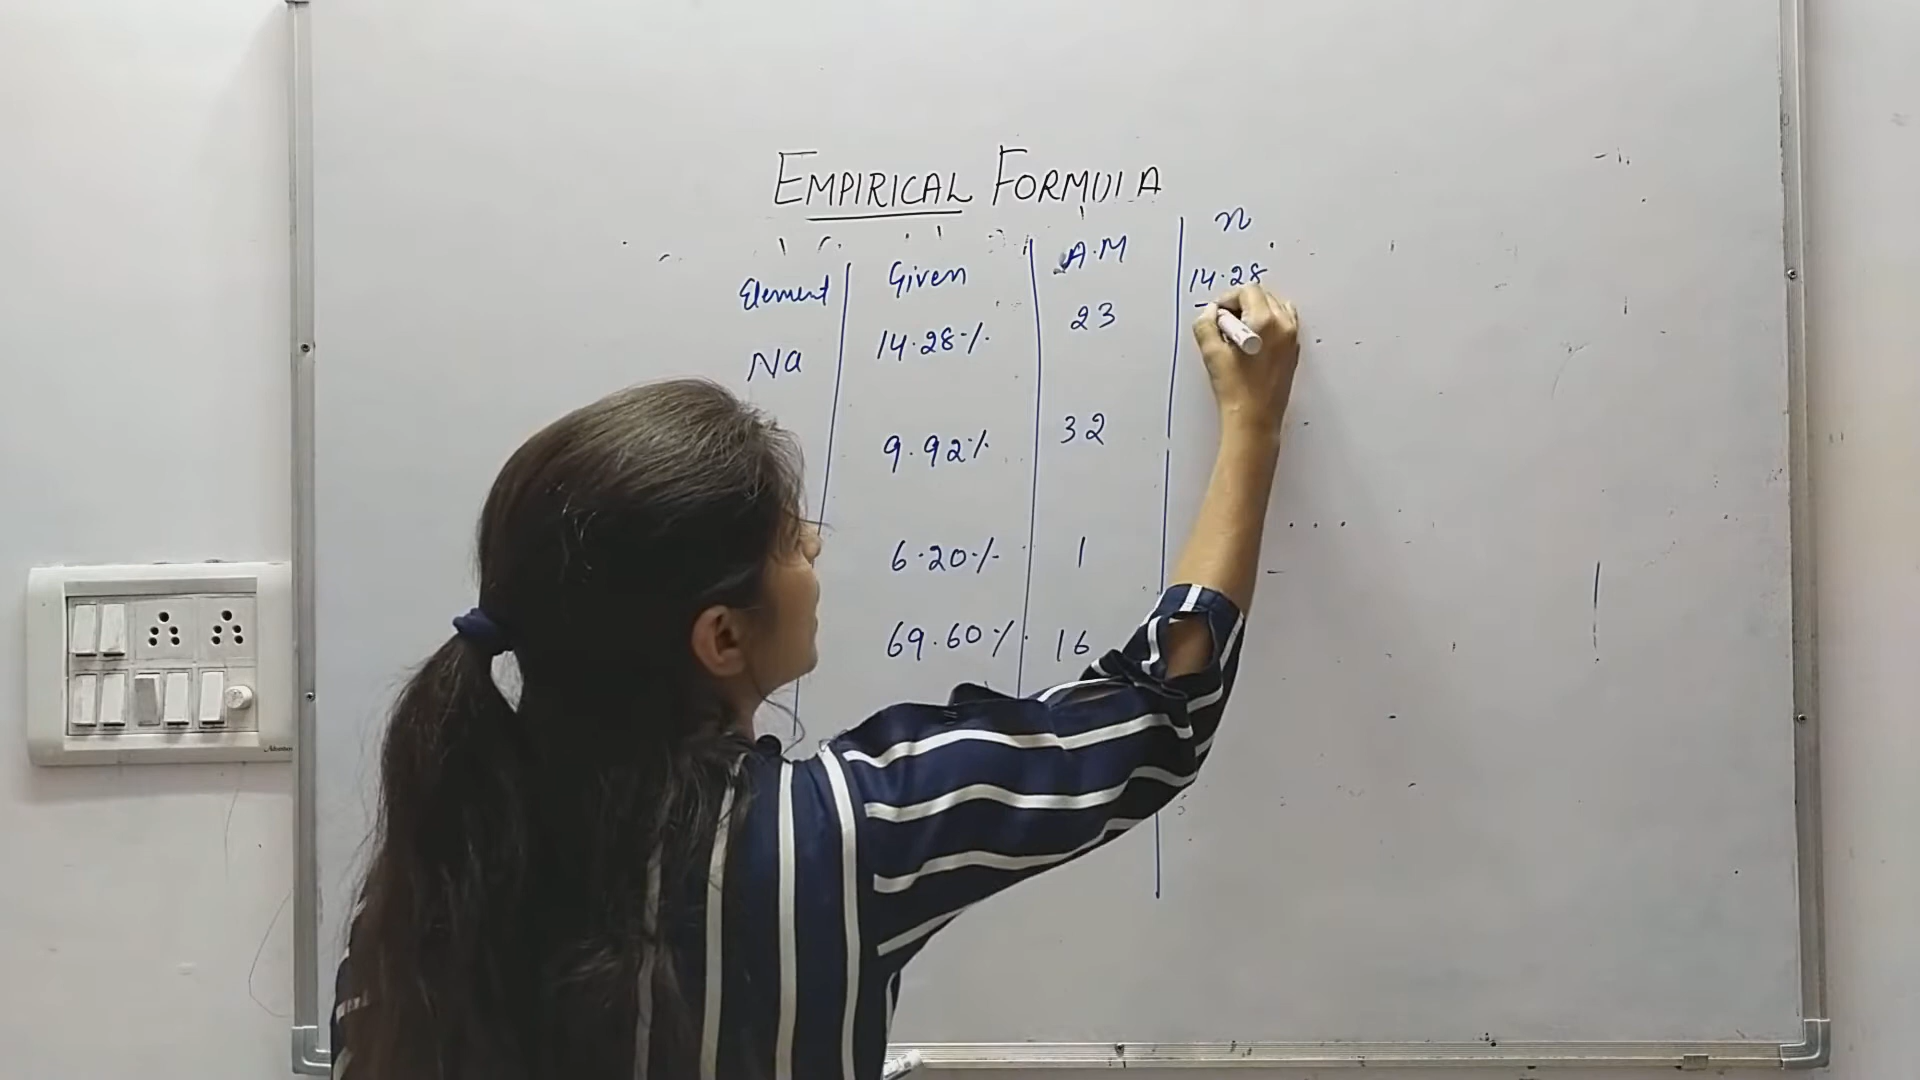 EMPIRICAL FORMULA
Element Given A.M n
Na 14.28% 23 14.28
9.92% 32
6.20% 1
69.60% 16